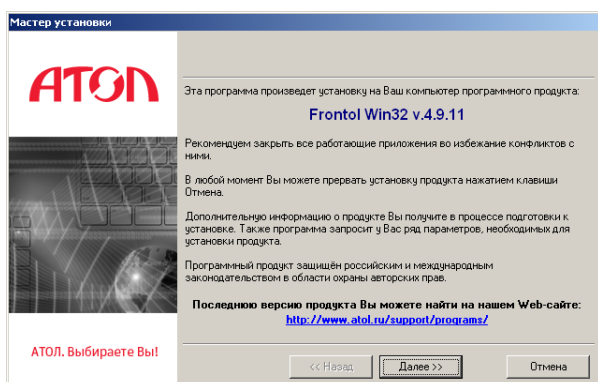 Мастер установки
АТОЛ
Эта программа произведет установку на Ваш компьютер программного продукта:
Frontol Win32 v.4.9.11
Рекомендуем закрыть все работающие приложения во избежание конфликтов с
ними.
В любой момент Вы можете прервать установку продукта нажатием клавиши
Отмена.
Дополнительную информацию о продукте Вы получите в процессе подготовки к
установке. Также программа запросит у Вас ряд параметров, необходимых для
установки продукта.
Программный продукт защищён российским и международным
законодательством в области охраны авторских прав.
Последнюю версию продукта Вы можете найти на нашем Web-сайте:
http://www.atol.ru/support/programs/
АТОЛ. Выбираете Вы!
<< Назад
Далее >>
Отмена